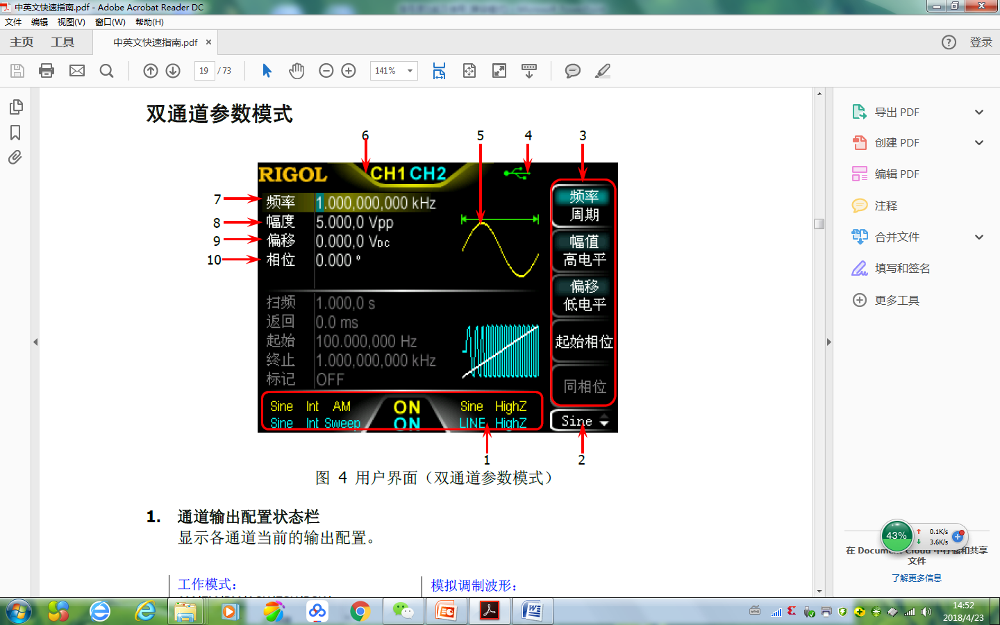 中英文快速指南.pdf - Adobe Acrobat Reader DC
文件 编辑 视图(V) 窗口(W) 帮助(H)
主页 工具 中英文快速指南.pdf × 登录
19 / 73 141%
双通道参数模式
6 5 4 3
RIGOL CH1 CH2
7 频率 1.000,000,000 kHz
8 幅度 5.000,0 Vpp
9 偏移 0.000,0 VDC
10 相位 0.000 °
扫频 1.000,0 s
返回 0.0 ms
起始 100.000,000 Hz
终止 1.000,000,000 kHz
标记 OFF
Sine Int AM ON Sine HighZ
Sine Int Sweep ON LINE HighZ
频率
周期
幅值
高电平
偏移
低电平
起始相位
同相位
Sine
1 2
图 4 用户界面（双通道参数模式）
1. 通道输出配置状态栏
显示各通道当前的输出配置。
工作模式： 模拟调制波形：
导出 PDF
创建 PDF
编辑 PDF
注释
合并文件
填写和签名
更多工具
43% 0.1K/s
3.6K/s
在 Document Cloud 中存储和共享
文件
了解更多信息
14:52
2018/4/23